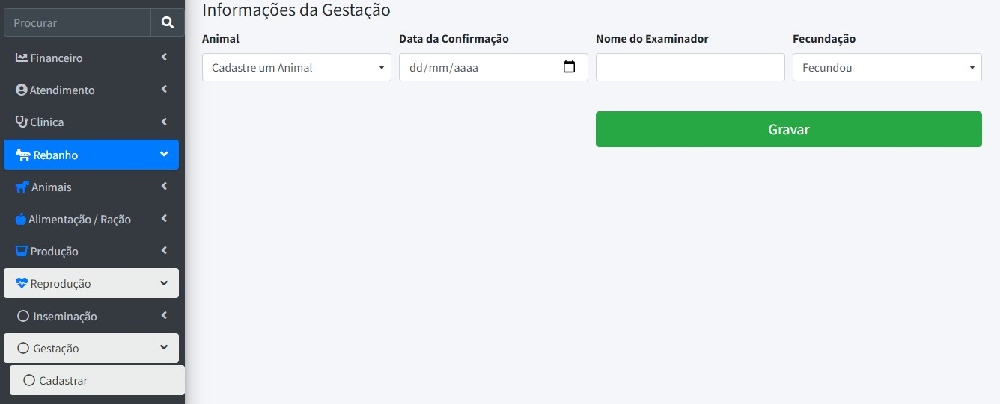 Procurar
Financeiro
Atendimento
Clinica
Rebanho
Animais
Alimentação / Ração
Produção
Reprodução
Inseminação
Gestação
Cadastrar
Informações da Gestação
Animal
Cadastre um Animal
Data da Confirmação
dd/mm/aaaa
Nome do Examinador
Fecundação
Fecundou
Gravar